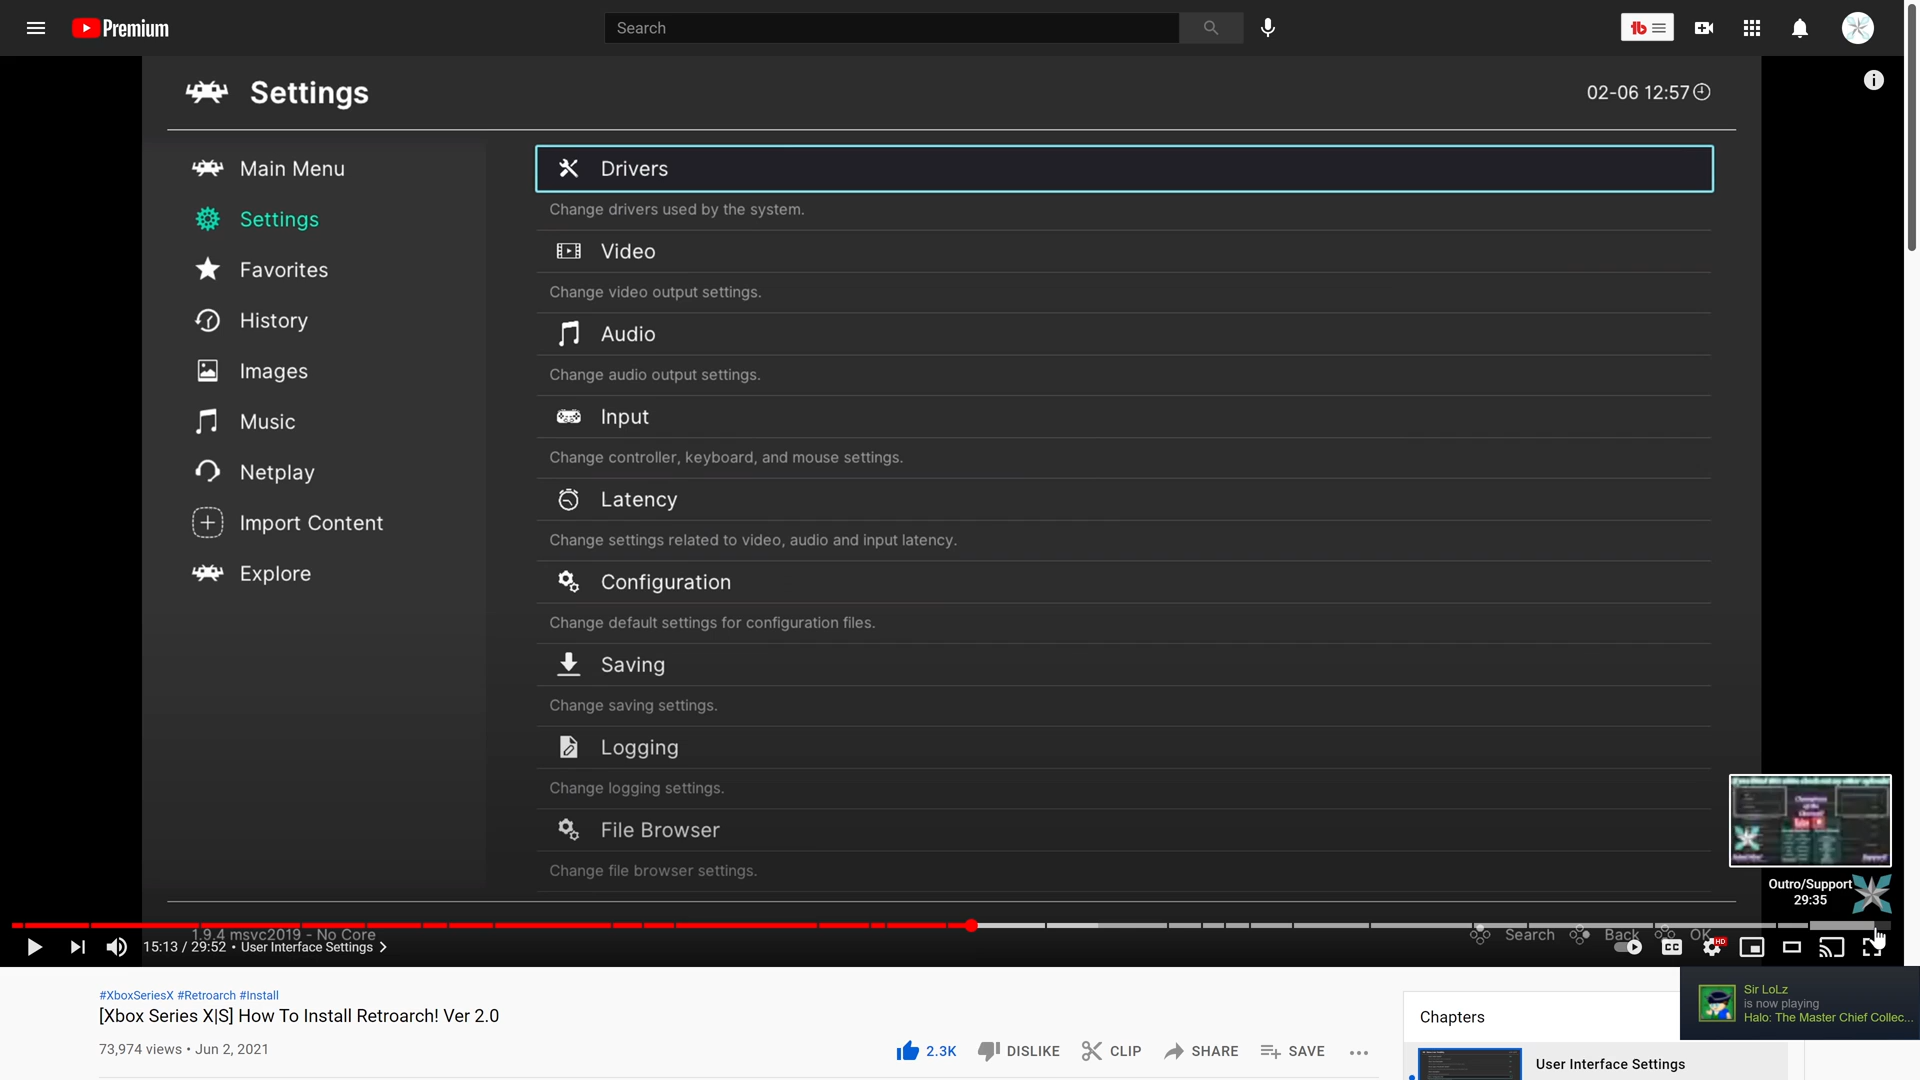 Premium
Search
Settings
02-06 12:57
Main Menu
Settings
Favorites
History
Images
Music
Netplay
Import Content
Explore
Drivers
Change drivers used by the system.
Video
Change video output settings.
Audio
Change audio output settings.
Input
Change controller, keyboard, and mouse settings.
Latency
Change settings related to video, audio and input latency.
Configuration
Change default settings for configuration files.
Saving
Change saving settings.
Logging
Change logging settings.
File Browser
Change file browser settings.
Outro/Support
29:35
1.9.4 msvc2019 - No Core
Search Back OK
15:13 / 29:52 • User Interface Settings
CC HD
#XboxSeriesX #Retroarch #Install
[Xbox Series X|S] How To Install Retroarch! Ver 2.0
73,974 views • Jun 2, 2021
2.3K DISLIKE CLIP SHARE SAVE
Chapters
User Interface Settings
Sir LoLz
is now playing
Halo: The Master Chief Collec...